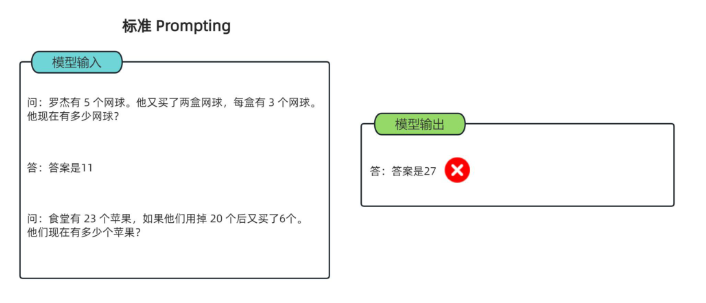 标准 Prompting
模型输入
问：罗杰有 5 个网球。他又买了两盒网球，每盒有 3 个网球。
他现在有多少网球？
答：答案是11
问：食堂有 23 个苹果，如果他们用掉 20 个后又买了6个。
他们现在有多少个苹果？
模型输出
答：答案是27